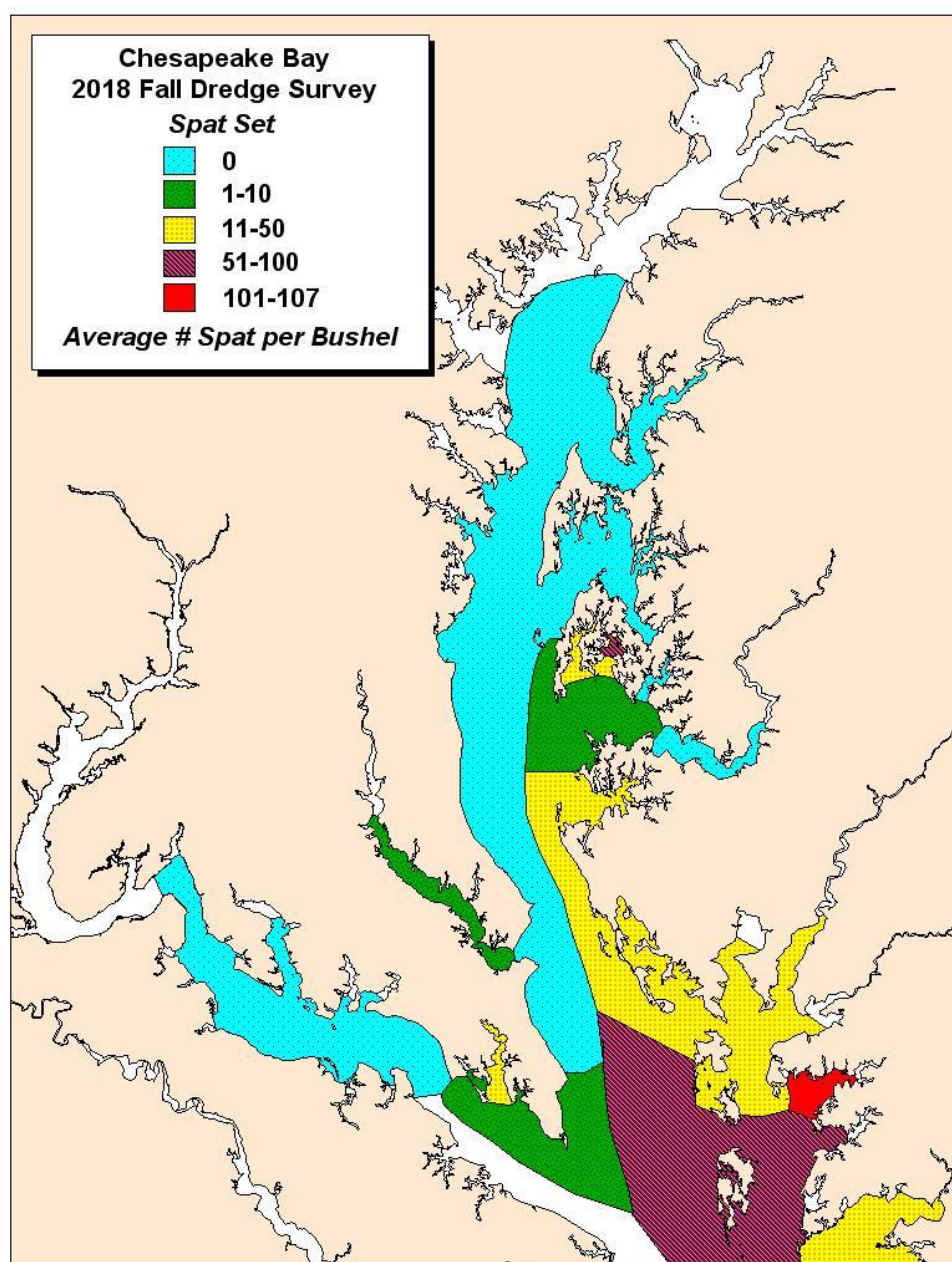 Chesapeake Bay
2018 Fall Dredge Survey
Spat Set
0
1-10
11-50
51-100
101-107
Average # Spat per Bushel